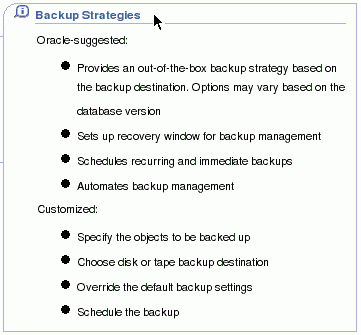 Backup Strategies
Oracle-suggested:
Provides an out-of-the-box backup strategy based on
the backup destination. Options may vary based on the
database version
Sets up recovery window for backup management
Schedules recurring and immediate backups
Automates backup management
Customized:
Specify the objects to be backed up
Choose disk or tape backup destination
Override the default backup settings
Schedule the backup